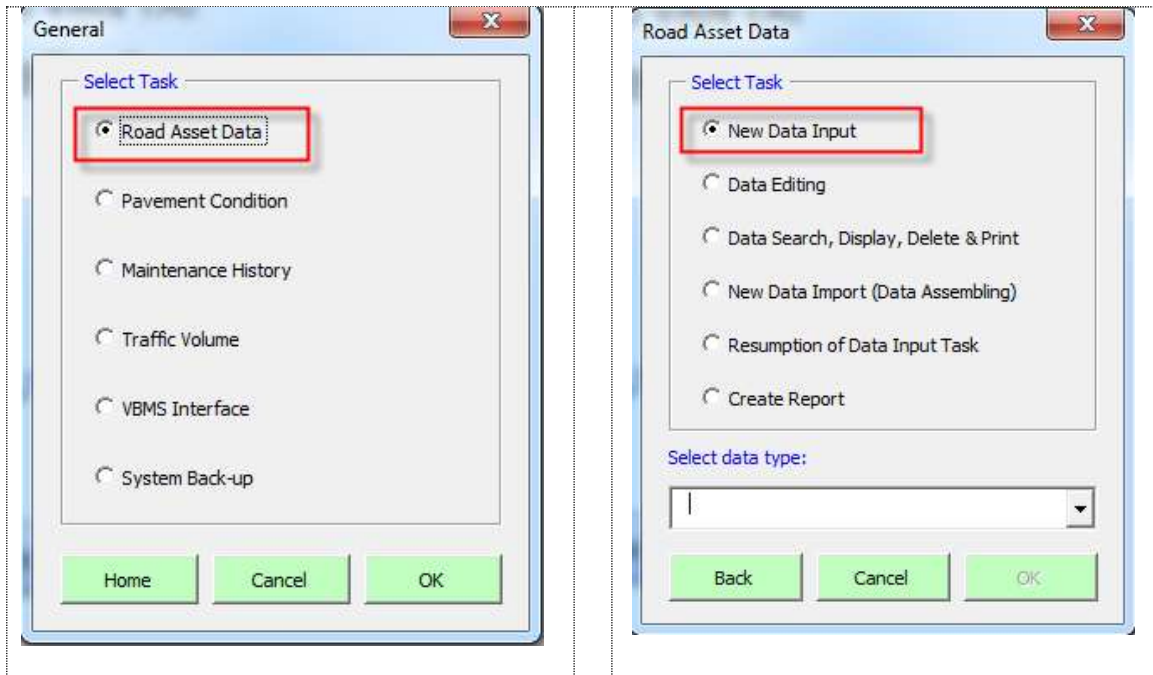 General
Select Task
Road Asset Data
Pavement Condition
Maintenance History
Traffic Volume
VBMS Interface
System Back-up
Home
Cancel
OK
Road Asset Data
Select Task
New Data Input
Data Editing
Data Search, Display, Delete & Print
New Data Import (Data Assembling)
Resumption of Data Input Task
Create Report
Select data type:
Back
Cancel
OK